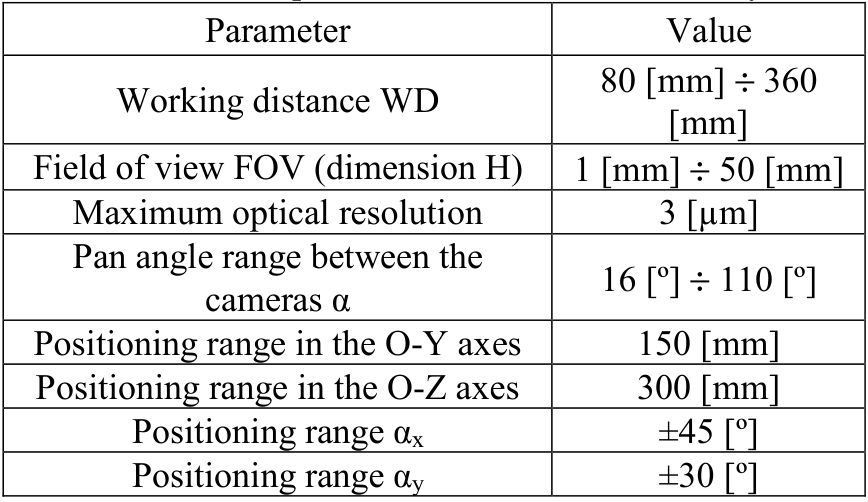 Parameter Value
Working distance WD 80 [mm] ÷ 360
[mm]
Field of view FOV (dimension H) 1 [mm] ÷ 50 [mm]
Maximum optical resolution 3 [µm]
Pan angle range between the
cameras α 16 [º] ÷ 110 [º]
Positioning range in the O-Y axes 150 [mm]
Positioning range in the O-Z axes 300 [mm]
Positioning range αₓ ±45 [º]
Positioning range αy ±30 [º]